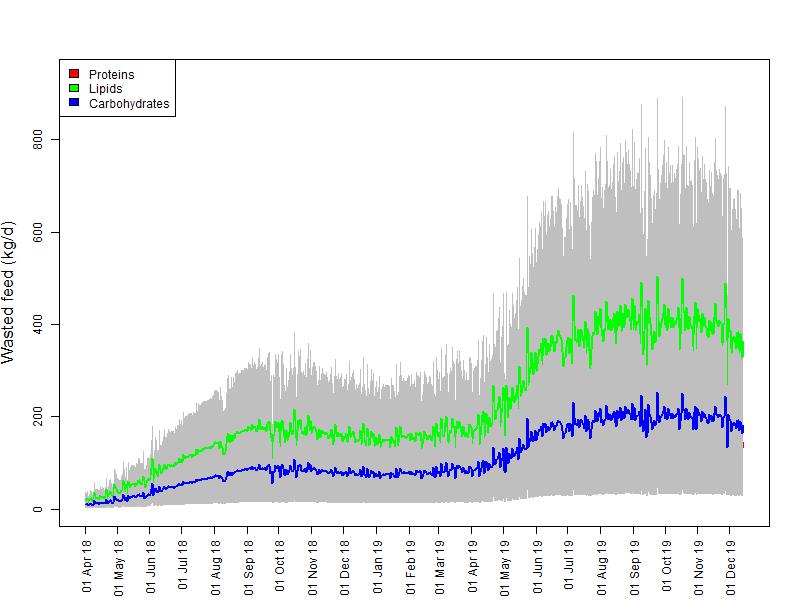 Proteins
Lipids
Carbohydrates
Wasted feed (kg/d)
800
600
400
200
0
01 Apr 18
01 May 18
01 Jun 18
01 Jul 18
01 Aug 18
01 Sep 18
01 Oct 18
01 Nov 18
01 Dec 18
01 Jan 19
01 Feb 19
01 Mar 19
01 Apr 19
01 May 19
01 Jun 19
01 Jul 19
01 Aug 19
01 Sep 19
01 Oct 19
01 Nov 19
01 Dec 19